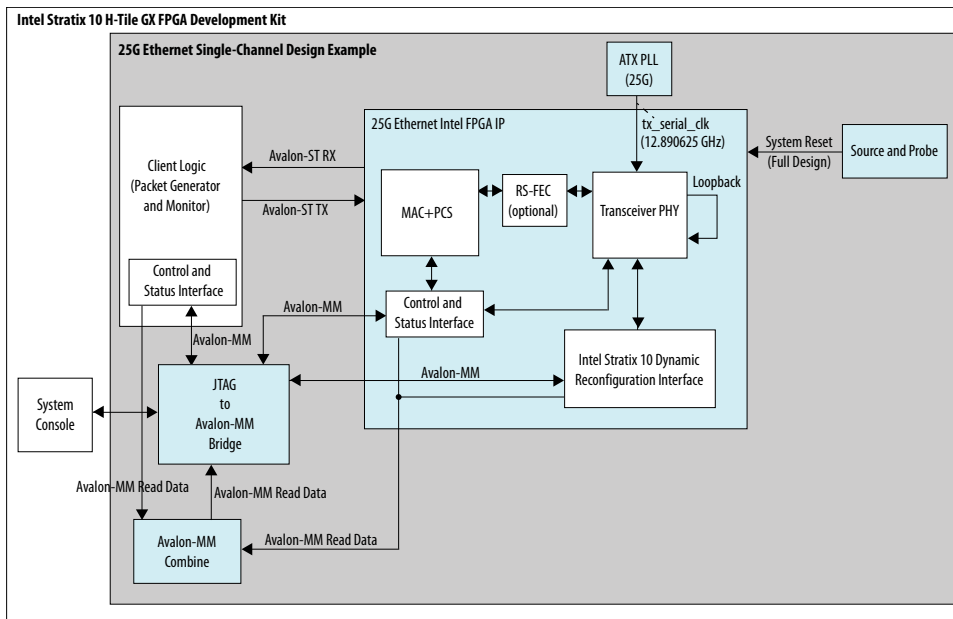 Intel Stratix 10 H-Tile GX FPGA Development Kit
25G Ethernet Single-Channel Design Example
ATX PLL
(25G)
25G Ethernet Intel FPGA IP
tx_serial_clk
(12.890625 GHz)
System Reset
(Full Design)
Source and Probe
Client Logic
(Packet Generator
and Monitor)
Avalon-ST RX
Avalon-ST TX
MAC+PCS
RS-FEC
(optional)
Transceiver PHY
Loopback
Control and
Status Interface
Avalon-MM
Avalon-MM
Control and
Status Interface
JTAG
to
Avalon-MM
Bridge
Avalon-MM
Intel Stratix 10 Dynamic
Reconfiguration Interface
System
Console
Avalon-MM Read Data
Avalon-MM Read Data
Avalon-MM
Combine
Avalon-MM Read Data